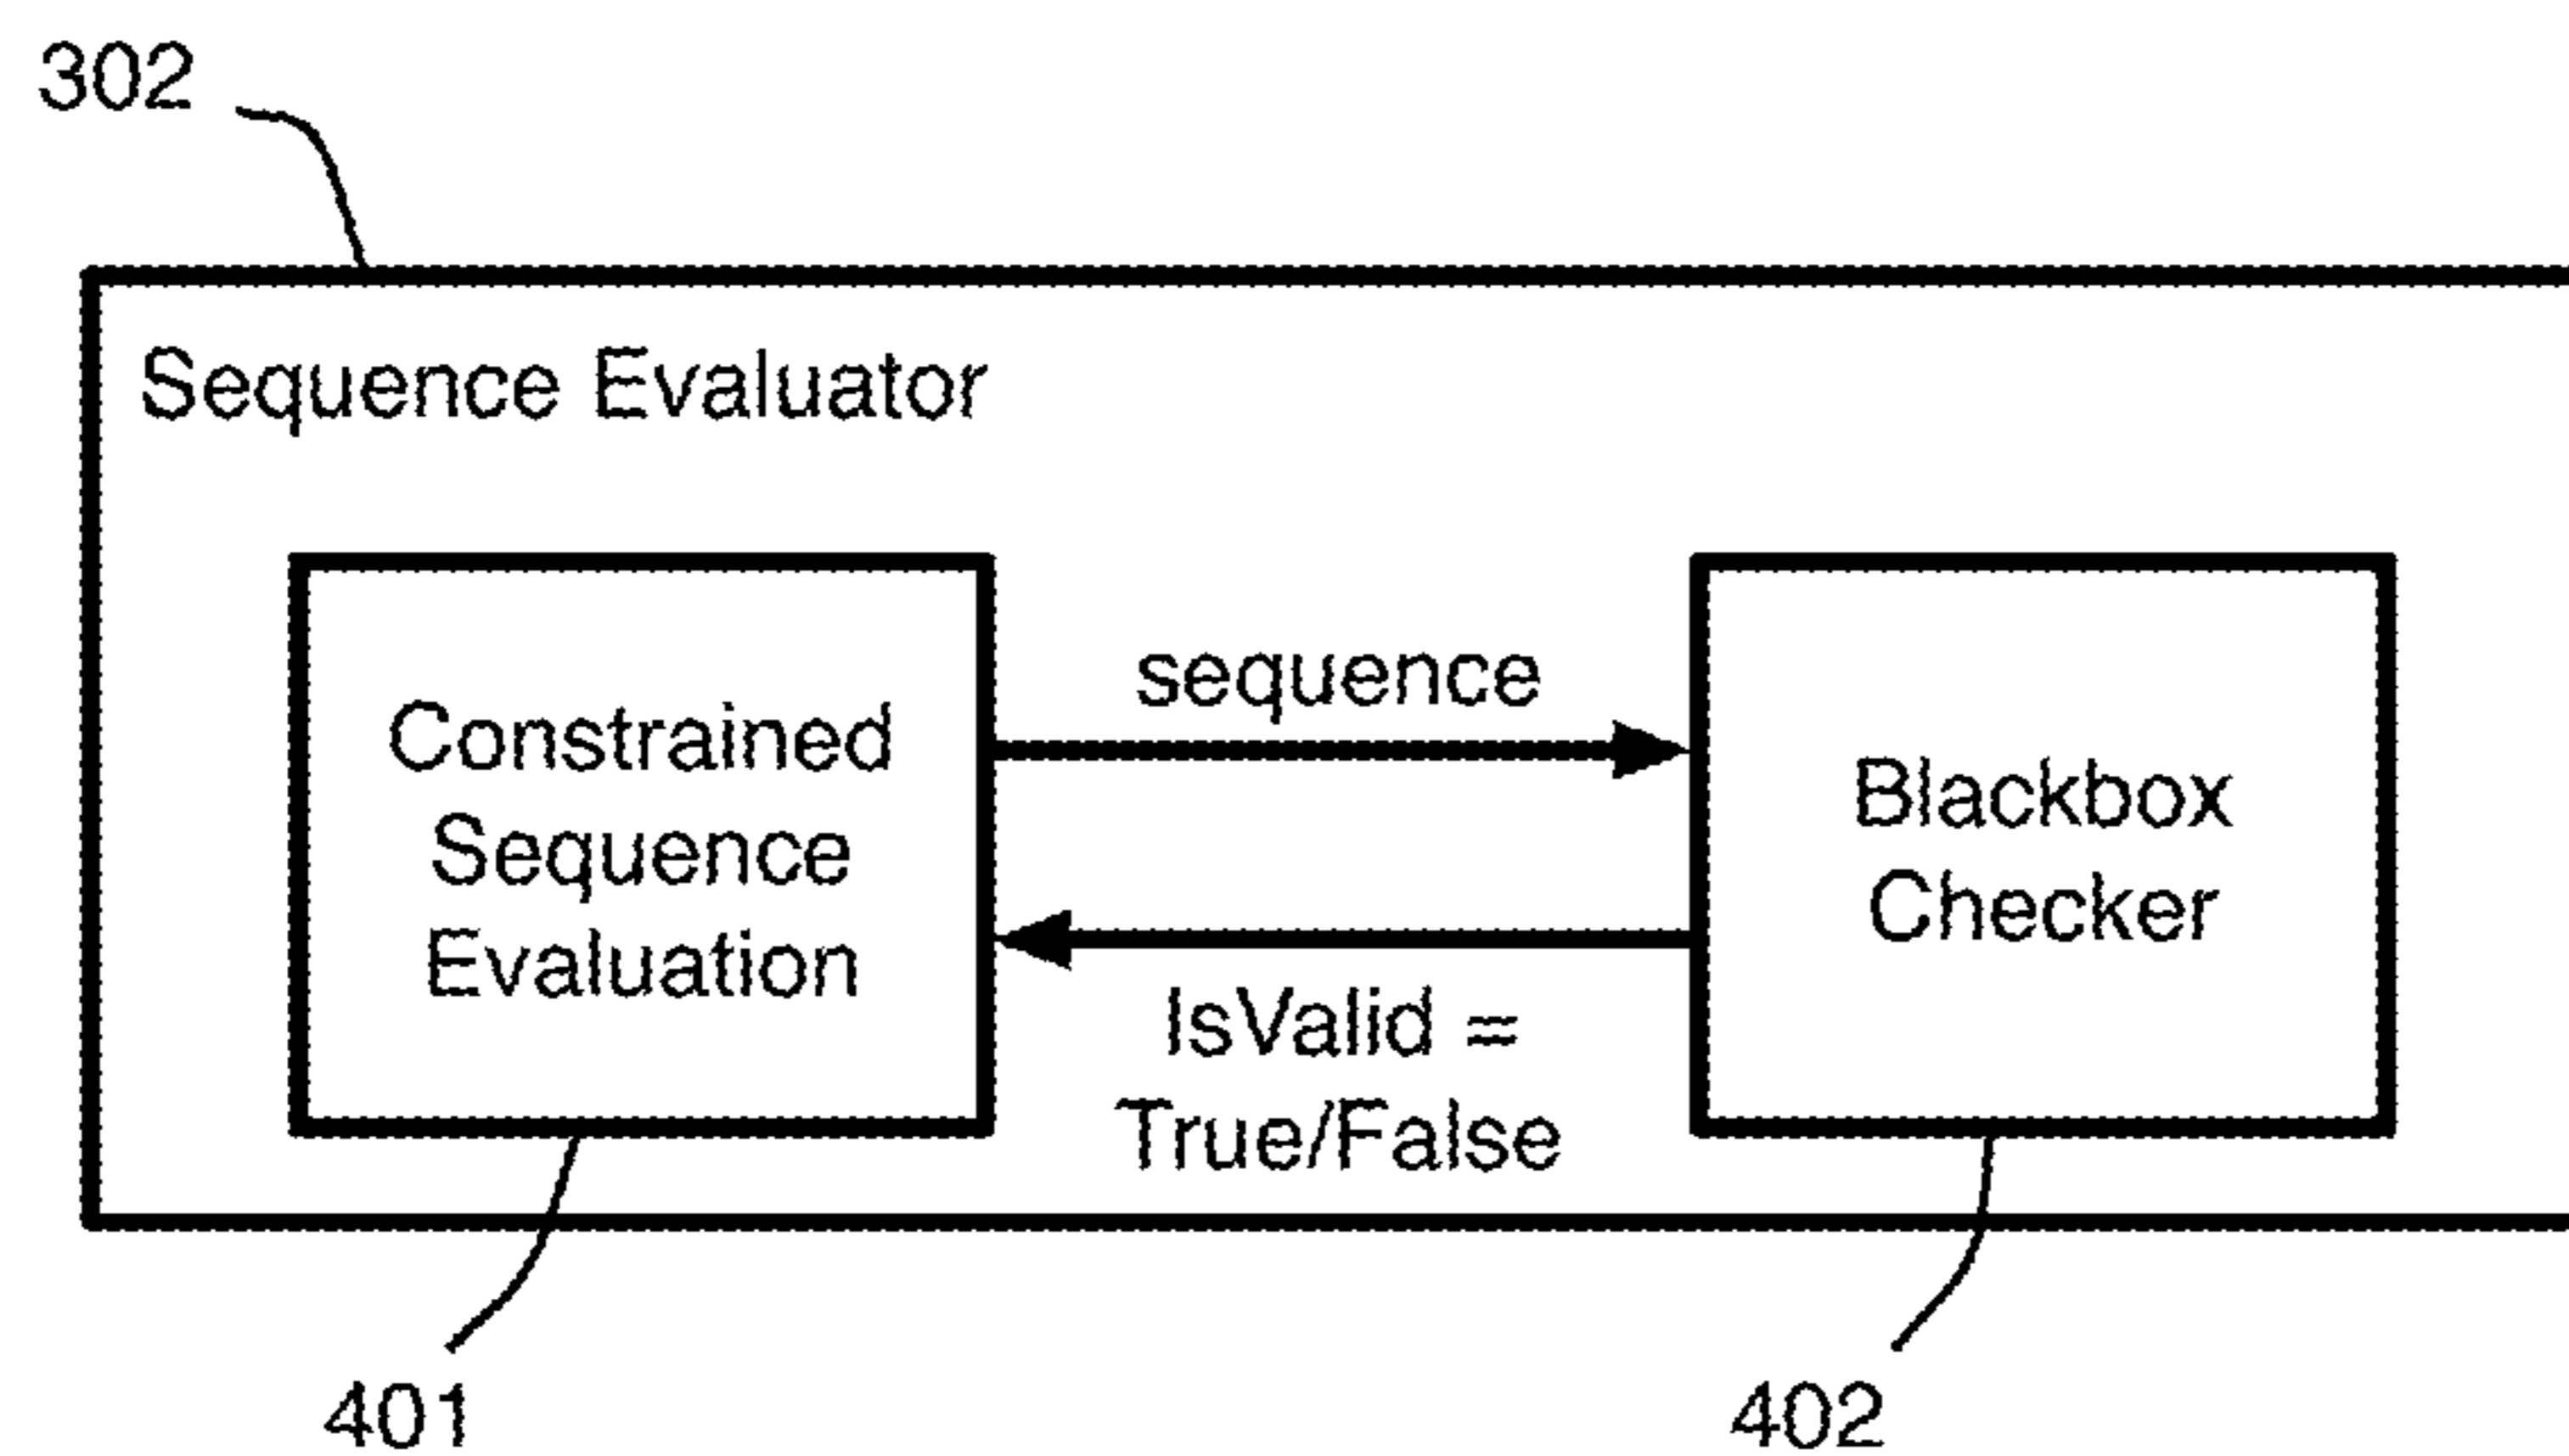 302
Sequence Evaluator
Constrained
Sequence
Evaluation
sequence
IsValid =
True/False
Blackbox
Checker
401
402